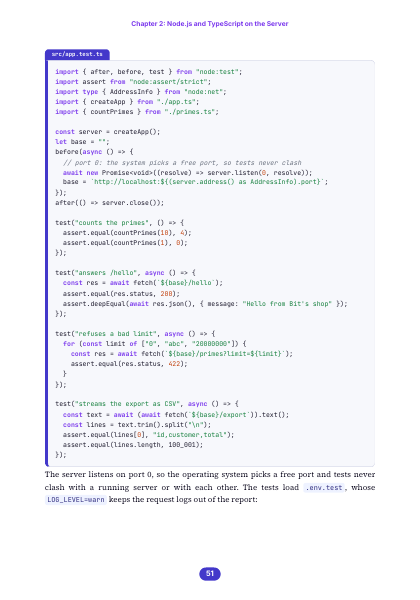 Chapter 2: Node.js and TypeScript on the Server
src/app.test.ts
import { after, before, test } from "node:test";
import assert from "node:assert/strict";
import type { AddressInfo } from "node:net";
import { createApp } from "./app.ts";
import { countPrimes } from "./primes.ts";
const server = createApp();
let base = "";
before(async () => {
// port 0: the system picks a free port, so tests never clash
await new Promise<void>((resolve) => server.listen(0, resolve));
base = `http://localhost:${(server.address() as AddressInfo).port}`;
});
after(() => server.close());
test("counts the primes", () => {
assert.equal(countPrimes(10), 4);
assert.equal(countPrimes(1), 0);
});
test("answers /hello", async () => {
const res = await fetch(`${base}/hello`);
assert.equal(res.status, 200);
assert.deepEqual(await res.json(), { message: "Hello from Bit's shop" });
});
test("refuses a bad limit", async () => {
for (const limit of ["0", "abc", "20000000"]) {
const res = await fetch(`${base}/primes?limit=${limit}`);
assert.equal(res.status, 422);
}
});
test("streams the export as CSV", async () => {
const text = await (await fetch(`${base}/export`)).text();
const lines = text.trim().split("\n");
assert.equal(lines[0], "id,customer,total");
assert.equal(lines.length, 100_001);
});
The server listens on port 0, so the operating system picks a free port and tests never
clash with a running server or with each other. The tests load .env.test, whose
LOG_LEVEL=warn keeps the request logs out of the report:
51